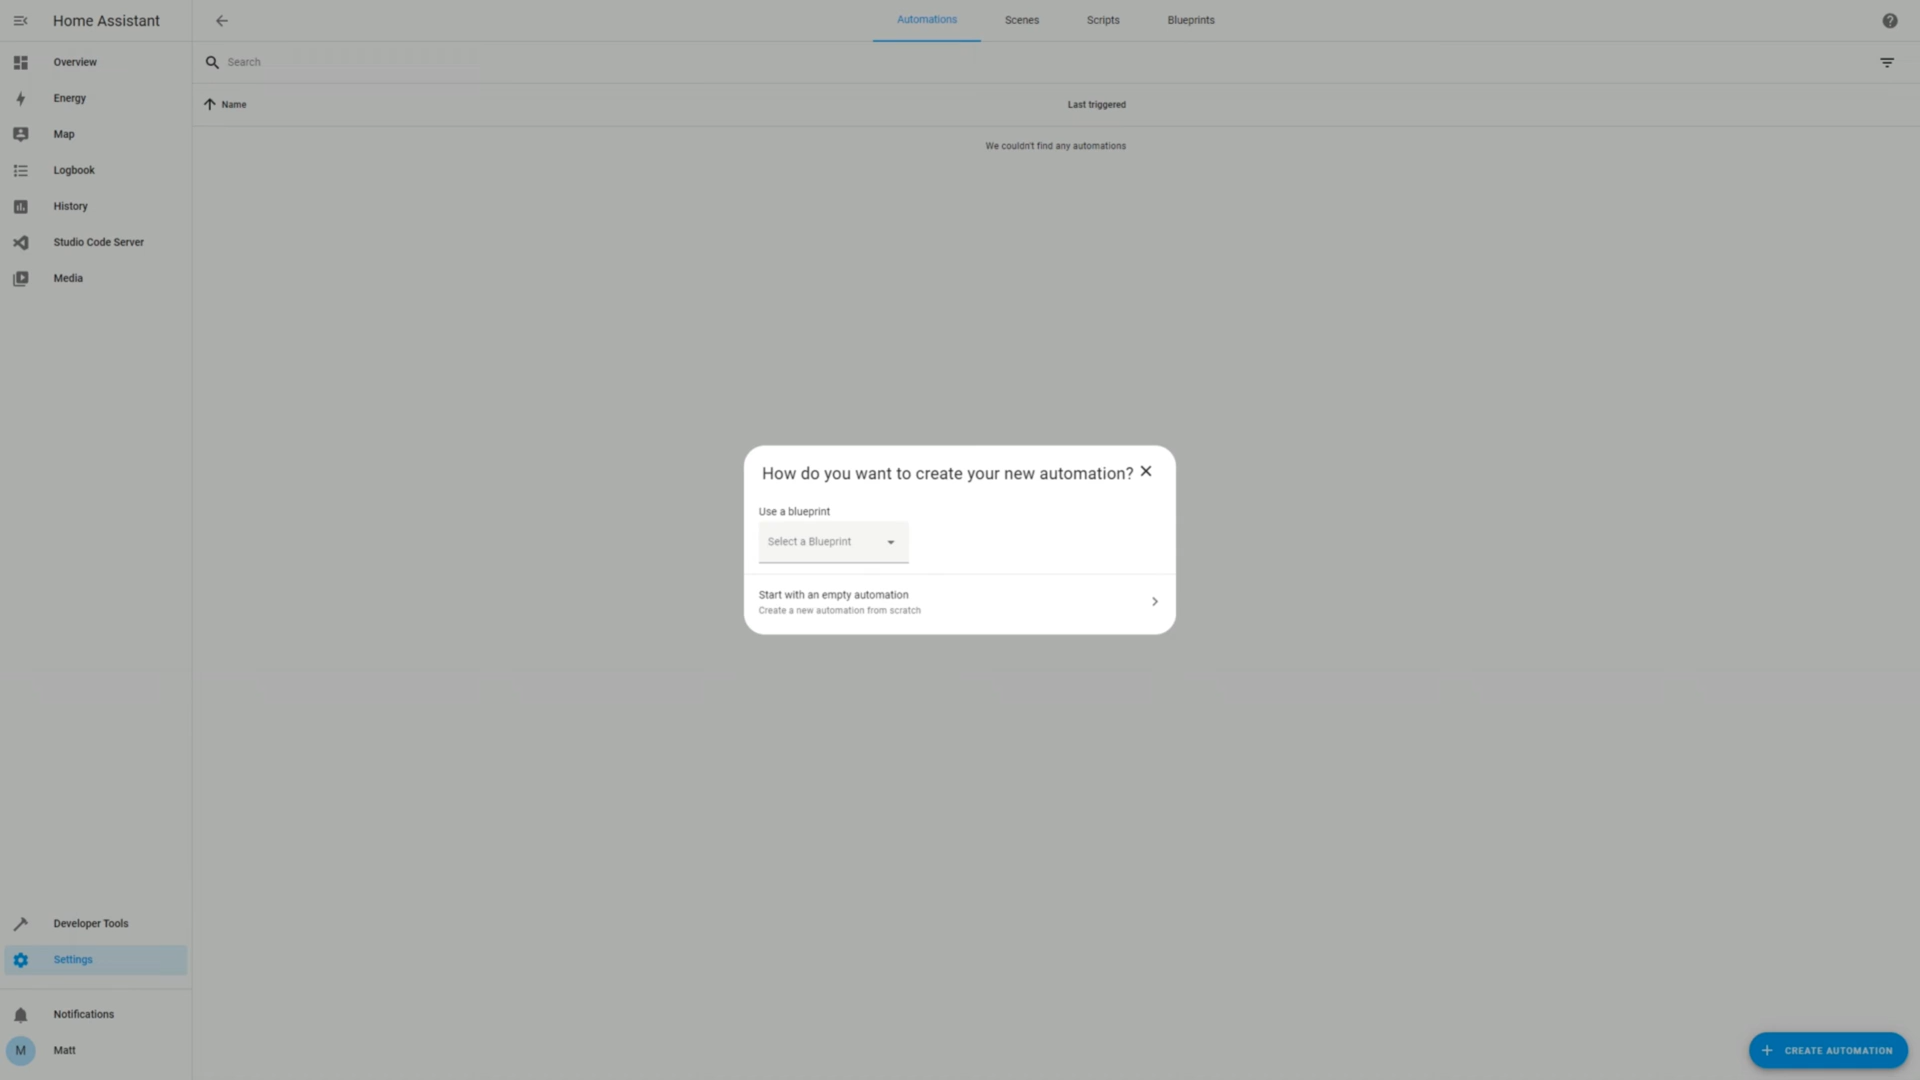 Home Assistant
Automations
Scenes
Scripts
Blueprints
Overview
Search
Energy
Name
Last triggered
Map
We couldn't find any automations
Logbook
History
Studio Code Server
Media
How do you want to create your new automation?
Use a blueprint
Select a Blueprint
Start with an empty automation
Create a new automation from scratch
Developer Tools
Settings
Notifications
M
Matt
CREATE AUTOMATION